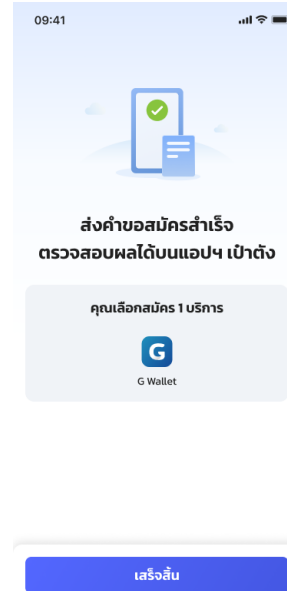 09:41
ส่งคำขอสมัครสำเร็จ
ตรวจสอบผลได้บนแอปฯ เป๋าตัง
คุณเลือกสมัคร 1 บริการ
G
G Wallet
เสร็จสิ้น